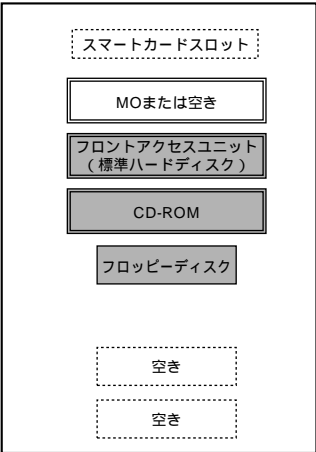 スマートカードスロット
MOまたは空き
フロントアクセスユニット
（標準ハードディスク）
CD-ROM
フロッピーディスク
空き
空き